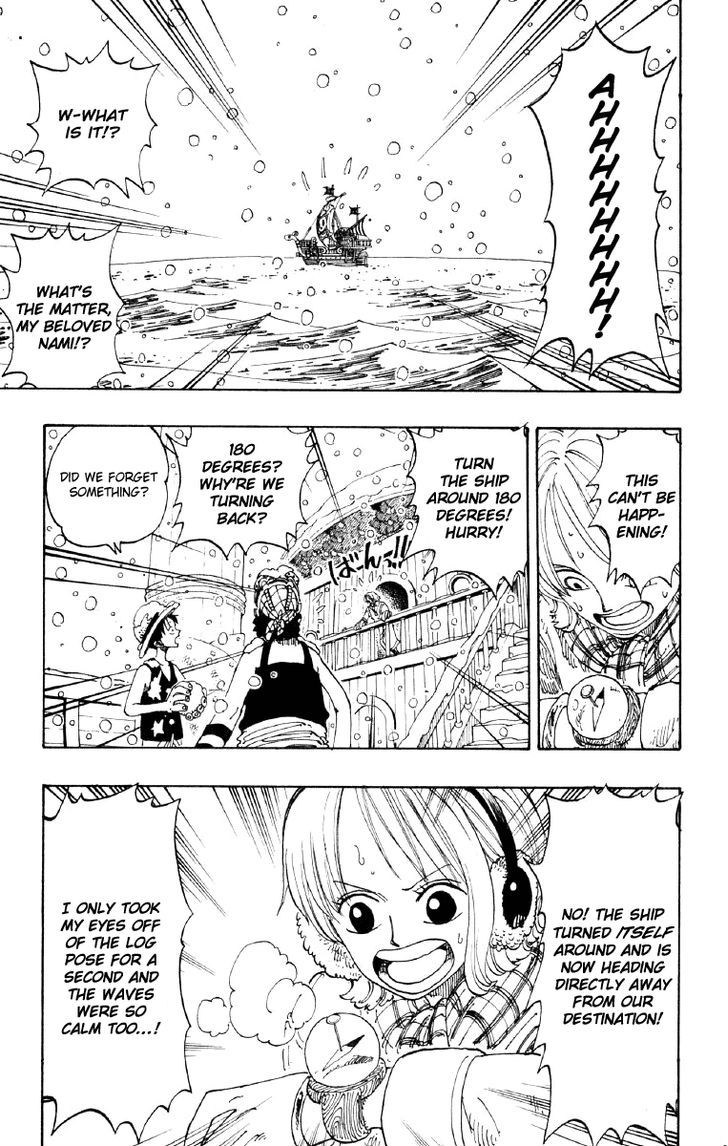 AHHHHHHHH!
W-WHAT
IS IT!?
WHAT'S
THE MATTER,
MY BELOVED
NAMI!?
THIS
CAN'T BE
HAPP-
ENING!
TURN
THE SHIP
AROUND 180
DEGREES!
HURRY!
180
DEGREES?
WHY'RE WE
TURNING
BACK?
DID WE FORGET
SOMETHING?
ばんっ!!
NO! THE SHIP
TURNED ITSELF
AROUND AND IS
NOW HEADING
DIRECTLY AWAY
FROM OUR
DESTINATION!
I ONLY TOOK
MY EYES OFF
OF THE LOG
POSE FOR A
SECOND AND
THE WAVES
WERE SO
CALM TOO...!